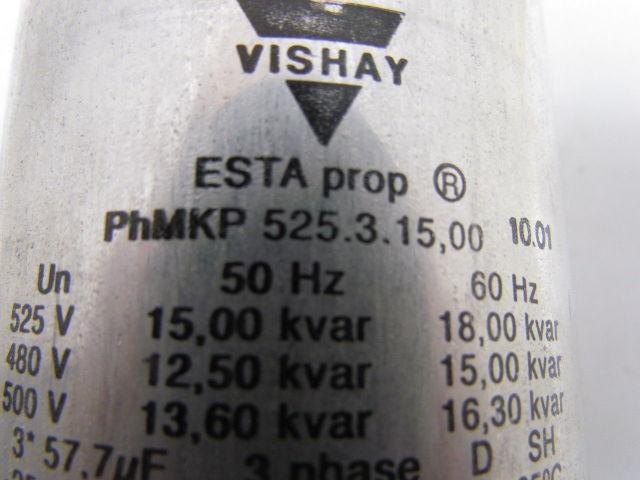 VISHAY
ESTA prop ®
PhMKP 525.3.15,00 10.01
Un 50 Hz 60 Hz
525 V 15,00 kvar 18,00 kvar
480 V 12,50 kvar 15,00 kvar
500 V 13,60 kvar 16,30 kvar
3* 57,7µF 3 phase D SH